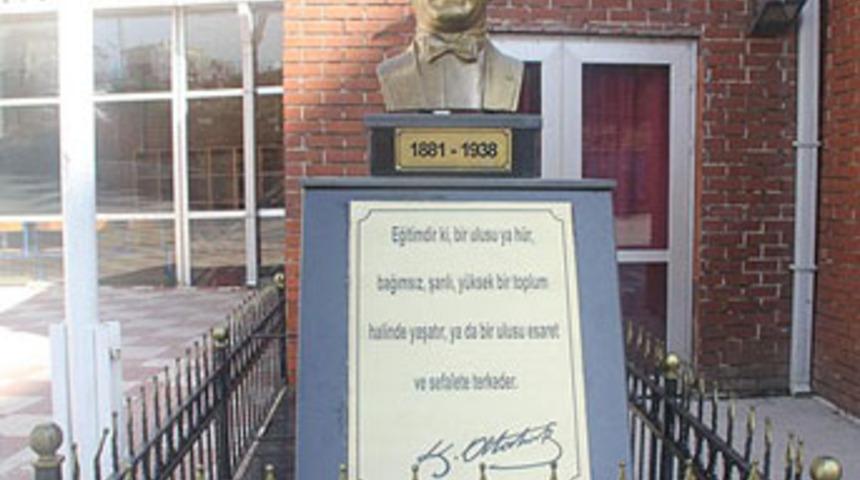 1881 - 1938
Eğitimdir ki, bir ulusu ya hür,
bağımsız, şanlı, yüksek bir toplum
halinde yaşatır, ya da bir ulusu esaret
ve sefalete terkeder.
K. Atatürk